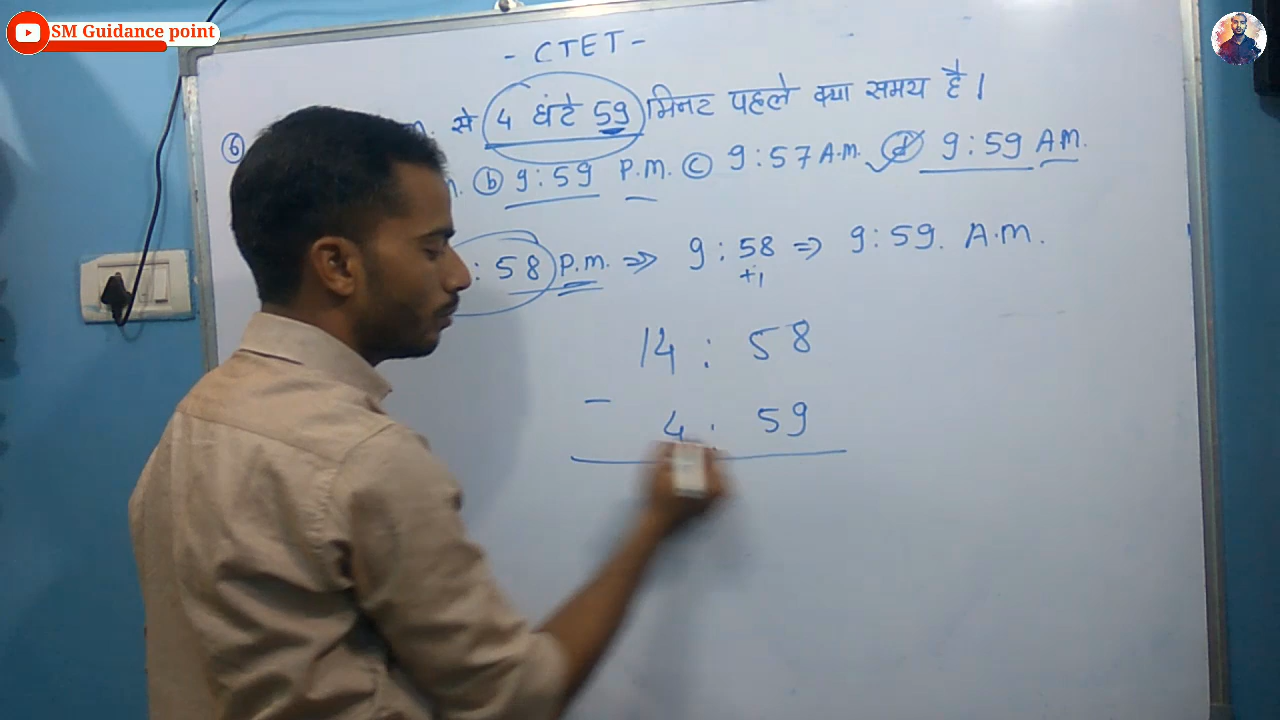 SM Guidance point
- CTET -
6 m. से 4 घंटे 59 मिनट पहले क्या समय है।
m. b 9:59 P.M. c 9:57 A.M. d 9:59 A.M.
: 58 P.m. ⇒ 9:58 ⇒ 9:59. A.M.
+1
14 : 58
- 4 : 59